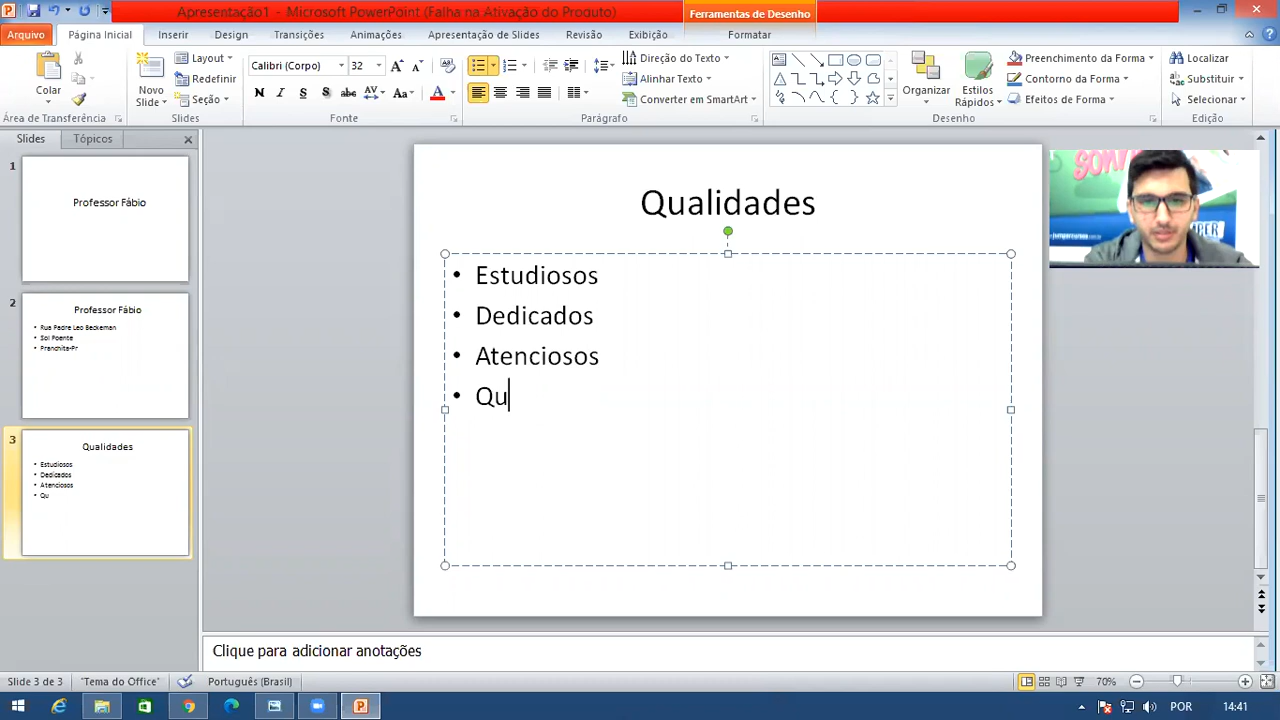 Apresentação1 - Microsoft PowerPoint (Falha na Ativação do Produto)
Ferramentas de Desenho
Arquivo
Página Inicial
Inserir
Design
Transições
Animações
Apresentação de Slides
Revisão
Exibição
Formatar
Colar
Área de Transferência
Novo
Slide
Layout
Redefinir
Seção
Slides
Calibri (Corpo)
32
N I S S abc AV Aa A
Fonte
Direção do Texto
Alinhar Texto
Converter em SmartArt
Parágrafo
Organizar
Estilos
Rápidos
Preenchimento da Forma
Contorno da Forma
Efeitos de Forma
Desenho
Localizar
Substituir
Selecionar
Edição
Slides
Tópicos
1
Professor Fábio
2
Professor Fábio
• Rua Padre Leo Beckeman
• Sol Poente
• Pranchita-Pr
3
Qualidades
• Estudiosos
• Dedicados
• Atenciosos
• Qu
Qualidades
• Estudiosos
• Dedicados
• Atenciosos
• Qu
Clique para adicionar anotações
Slide 3 de 3
"Tema do Office"
Português (Brasil)
70%
POR
14:41